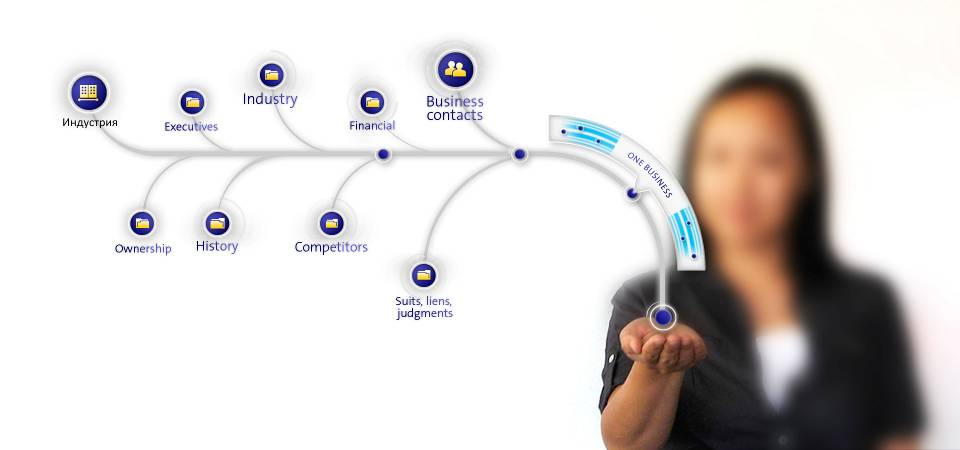 Индустрия
Executives
Industry
Financial
Business
contacts
ONE BUSINESS
Ownership
History
Competitors
Suits, liens,
judgments